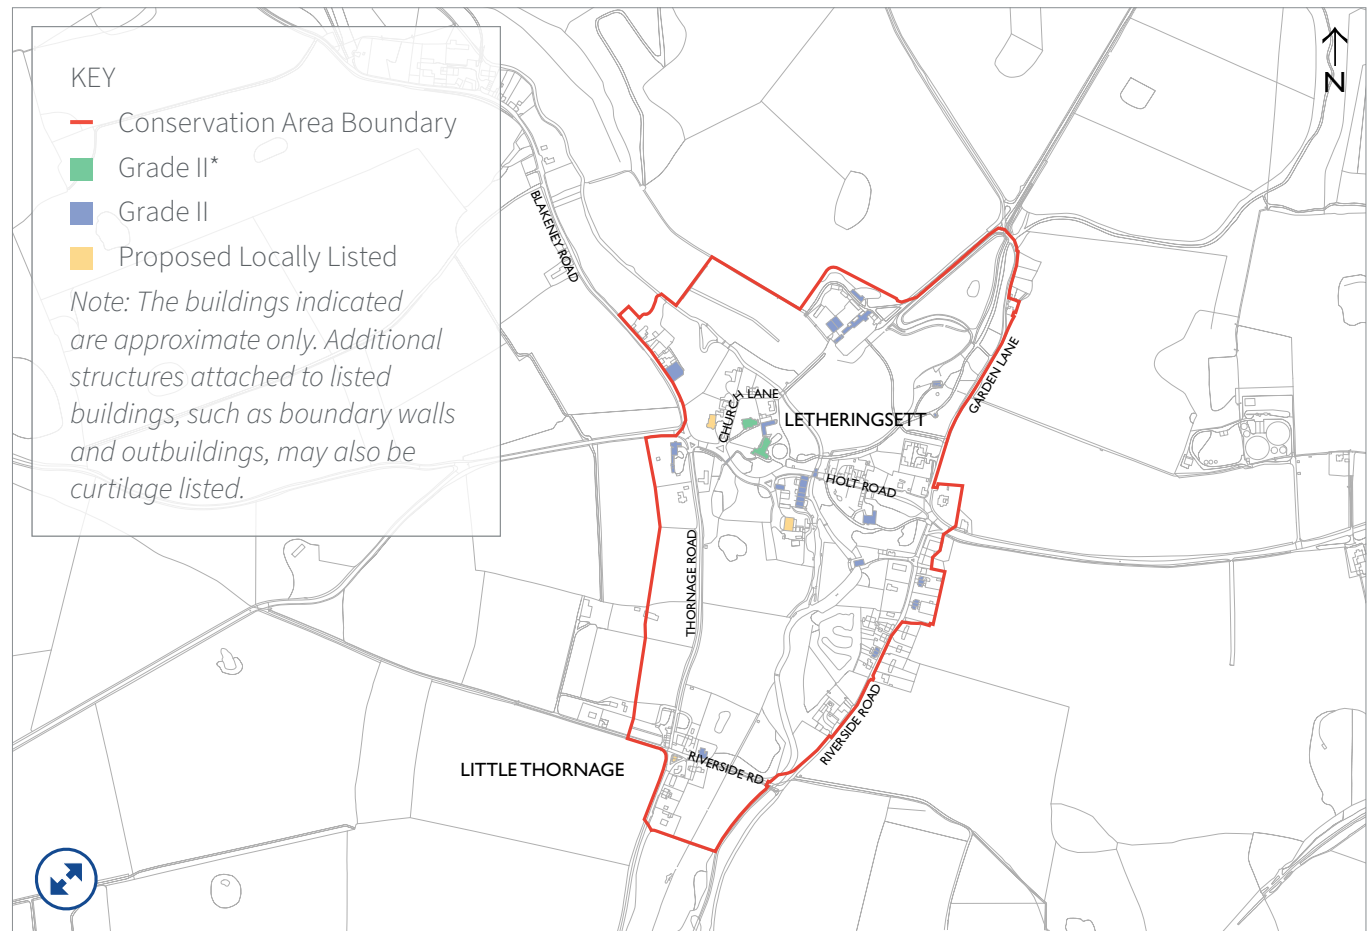 KEY
Conservation Area Boundary
Grade II*
Grade II
Proposed Locally Listed
Note: The buildings indicated
are approximate only. Additional
structures attached to listed
buildings, such as boundary walls
and outbuildings, may also be
curtilage listed.
N
BLAKENEY ROAD
GARDEN LANE
CHURCH LANE
LETHERINGSETT
HOLT ROAD
THORNAGE ROAD
RIVERSIDE ROAD
RIVERSIDE RD
LITTLE THORNAGE